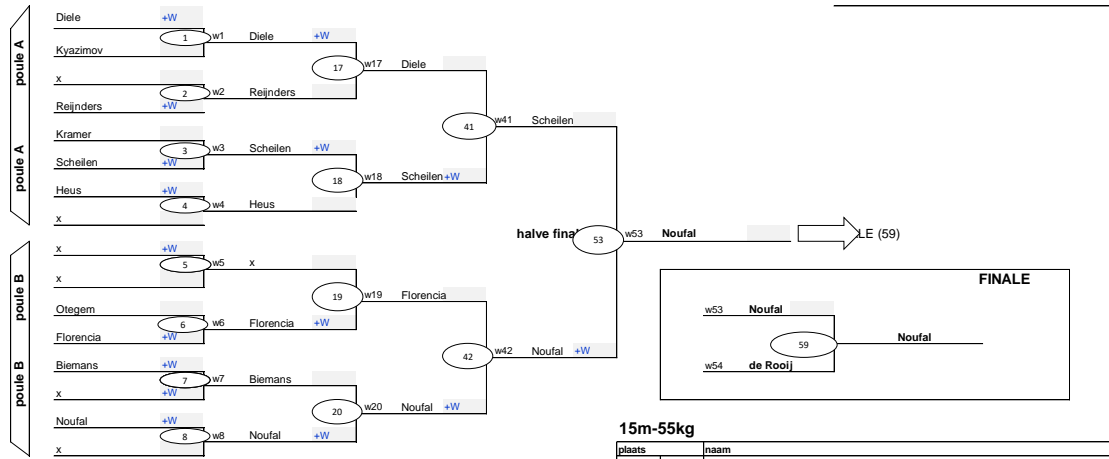 poule A
poule A
poule B
poule B
Diele +W
1 w1 Diele +W
Kyazimov
17 w17 Diele
x
2 w2 Reijnders
Reijnders +W
41 w41 Scheilen
Kramer
3 w3 Scheilen +W
Scheilen +W
18 w18 Scheilen +W
Heus +W
4 w4 Heus
x
halve final 53 w53 Noufal LE (59)
x +W
5 w5 x
x
19 w19 Florencia
Otegem
6 w6 Florencia +W
Florencia +W
42 w42 Noufal +W
Biemans +W
7 w7 Biemans
x +W
20 w20 Noufal +W
Noufal +W
8 w8 Noufal +W
x
FINALE
w53 Noufal
59 Noufal
w54 de Rooij
15m-55kg
plaats naam